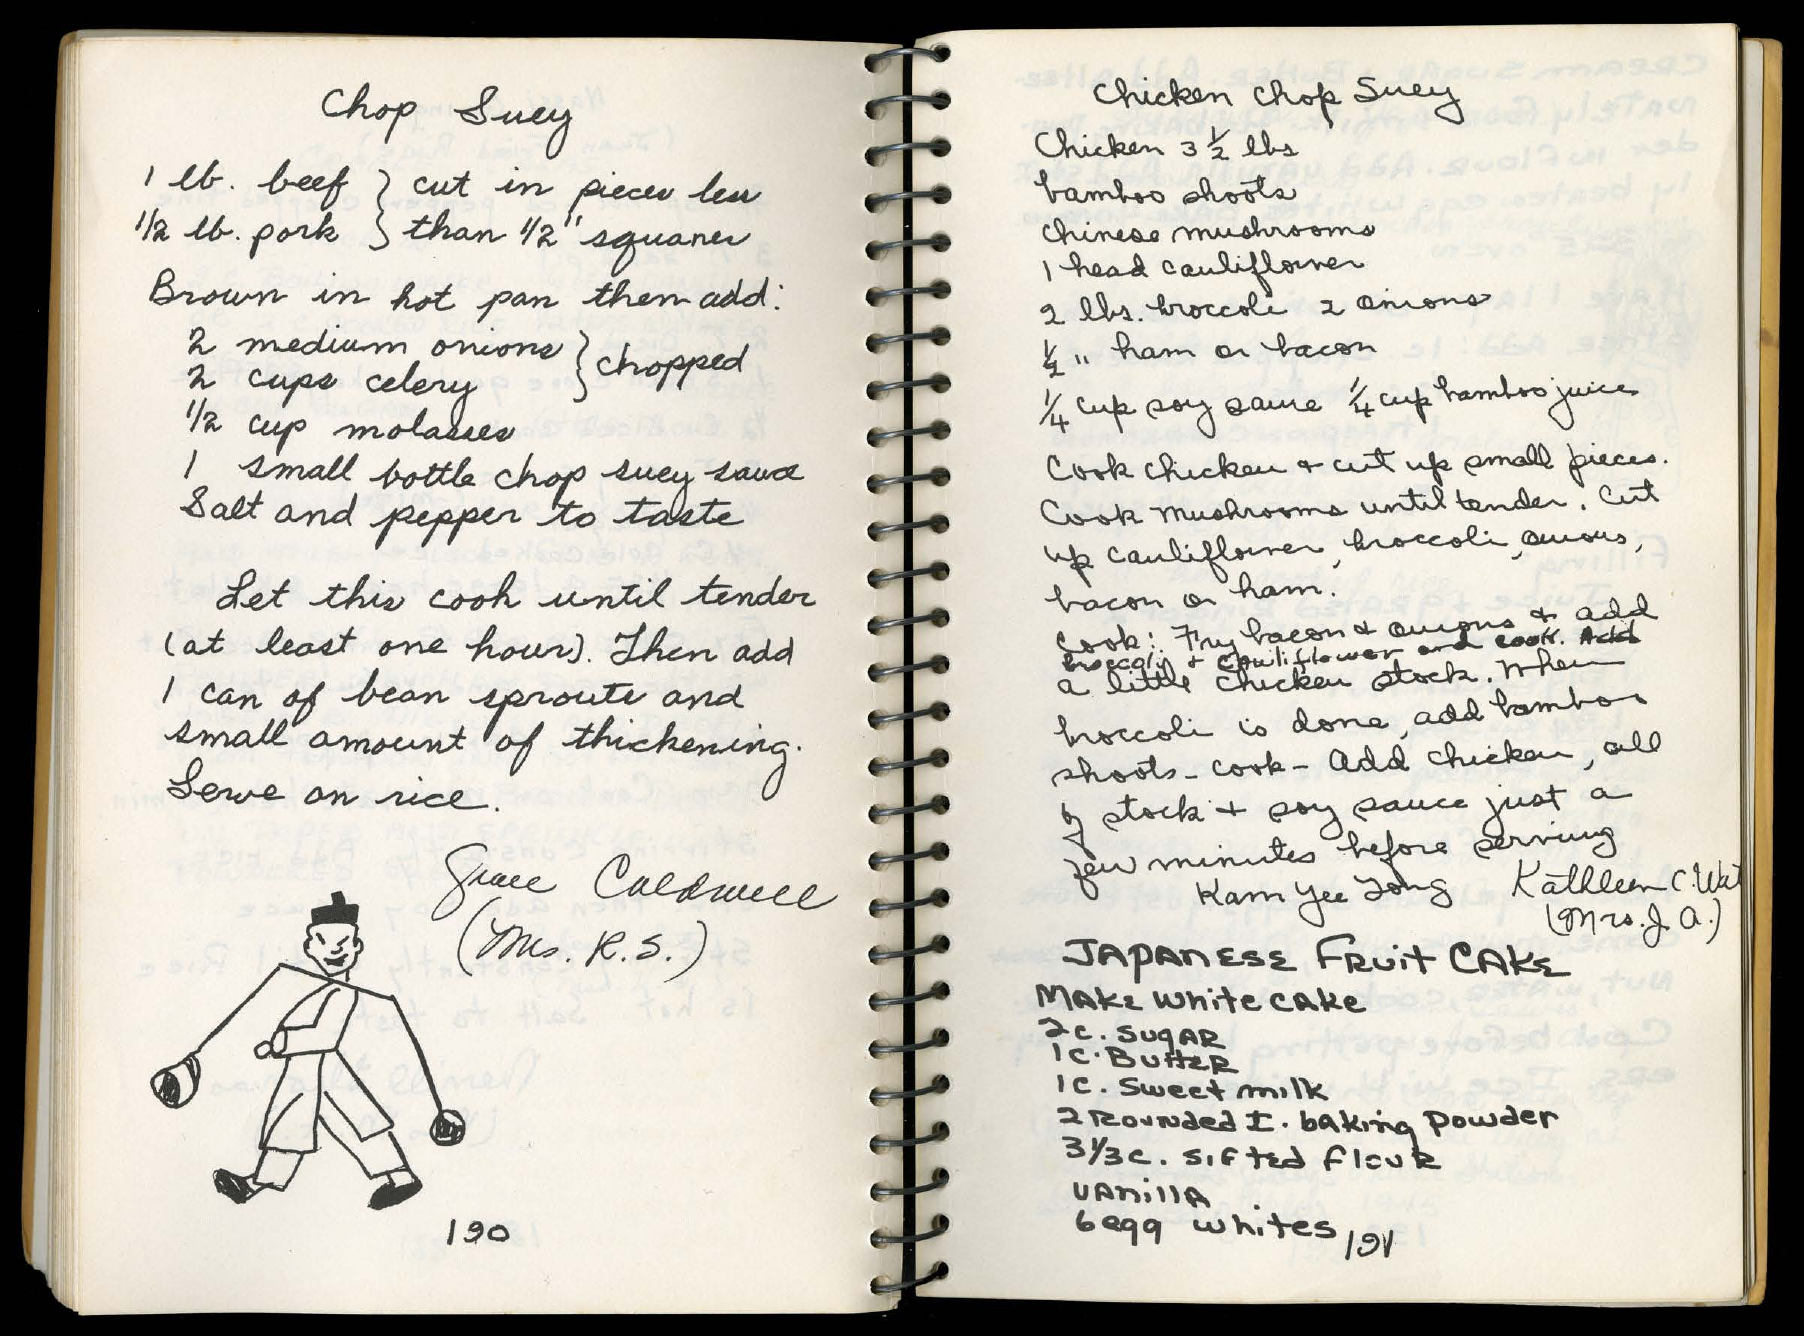 Chop Suey
1 lb. beef } cut in pieces less
1/2 lb. pork } than 1/2" squares
Brown in hot pan then add:
2 medium onions } chopped
2 cups celery
1/2 cup molasses
1 small bottle chop suey sauce
Salt and pepper to taste
Let this cook until tender
(at least one hour). Then add
1 can of bean sprouts and
small amount of thickening.
Serve on rice.
Grace Caldwell
(Mrs. R.S.)
190
Chicken Chop Suey
Chicken 3 1/2 lbs
bamboo shoots
Chinese mushrooms
1 head cauliflower
2 lbs. broccoli 2 onions
1/2 " ham or bacon
1/4 cup soy sauce 1/4 cup bamboo juice
Cook chicken + cut up small pieces.
Cook mushrooms until tender. Cut
up cauliflower, broccoli, onions,
bacon or ham.
Cook: Fry bacon & onions & add
broccoli + cauliflower and cook. Add
a little chicken stock. When
broccoli is done, add bamboo
shoots - cook - Add chicken, all
of stock + soy sauce just a
few minutes before serving
Kam Yee Tong Kathleen C. Wat
(Mrs. J. A.)
JAPANESE FRUIT CAKE
MAKE WHITE CAKE
2 C. SUGAR
1 C. BUTTER
1 C. Sweet milk
2 Rounded T. baking Powder
3 1/3 C. SIFTED FLOUR
VANILLA
6 egg whites
191